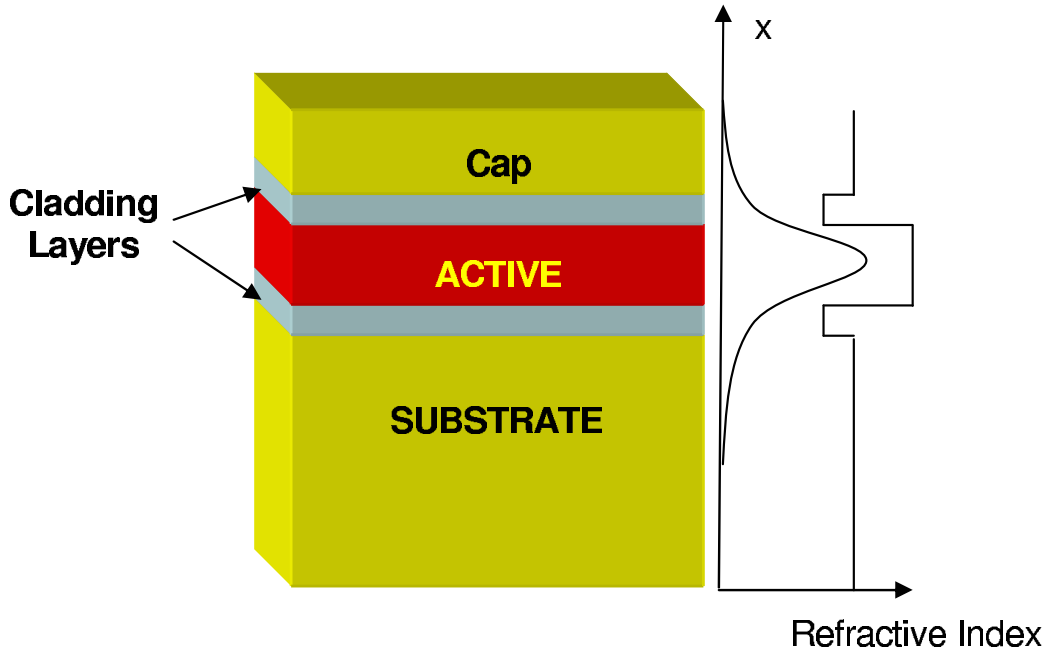 x
Cap
Cladding
Layers
ACTIVE
SUBSTRATE
Refractive Index